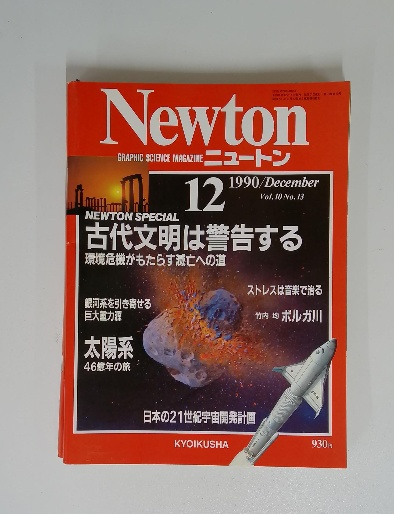 Newton
GRAPHIC SCIENCE MAGAZINE ニュートン
12 1990/December
Vol.10 No.13
NEWTON SPECIAL
古代文明は警告する
環境危機がもたらす滅亡への道
ストレスは音楽で治る
銀河系を引き寄せる
巨大重力源
竹内 均 ボルガ川
太陽系
46億年の旅
日本の21世紀宇宙開発計画
KYOIKUSHA
930円